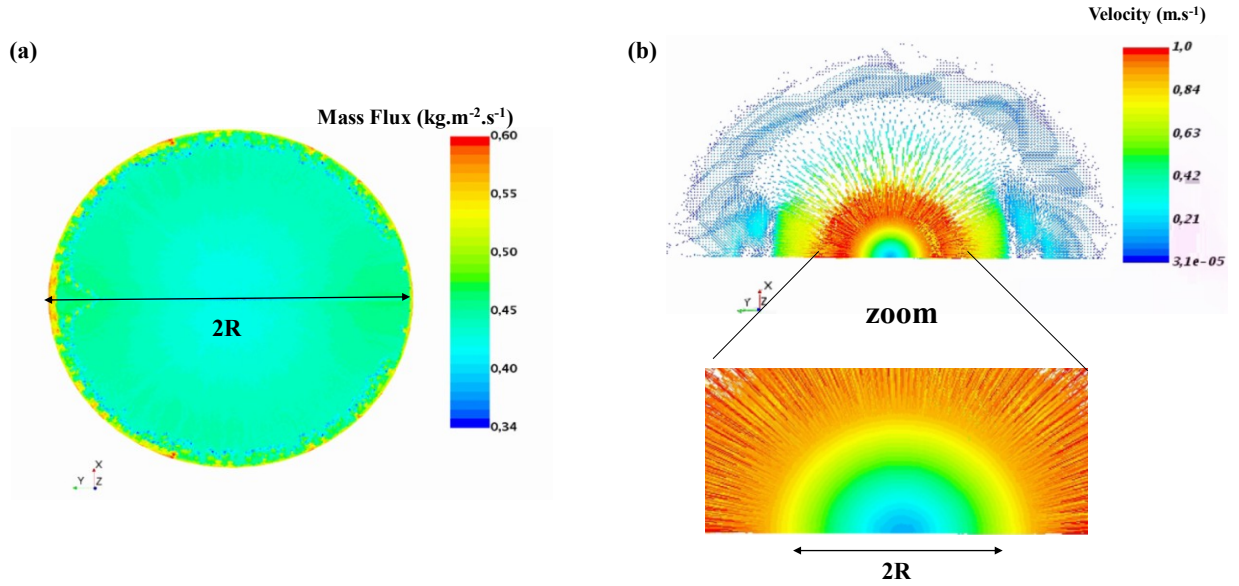 (a)
Mass Flux (kg.m⁻².s⁻¹)
0,60
0,55
0,50
0,45
0,40
0,34
2R
X
Y
Z
(b)
Velocity (m.s⁻¹)
1,0
0,84
0,63
0,42
0,21
3,1e-05
X
Y
Z
zoom
2R